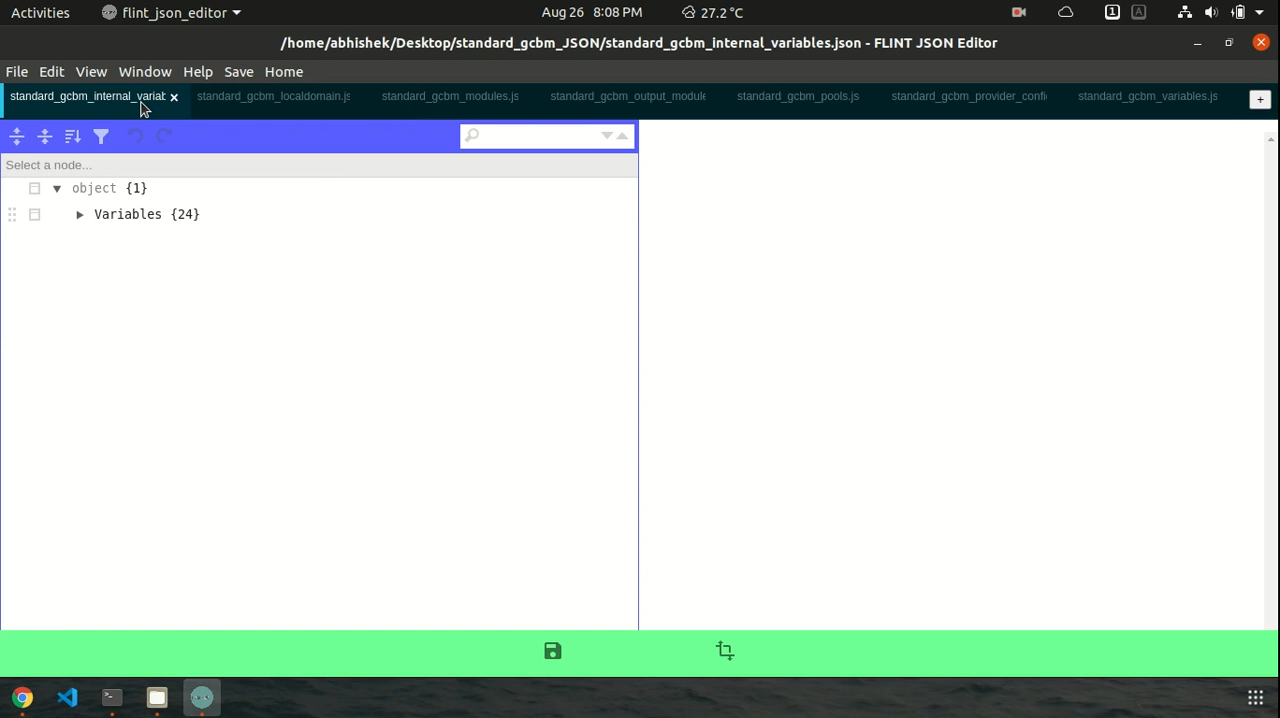 Activities flint_json_editor Aug 26 8:08 PM 27.2 °C 1 A
/home/abhishek/Desktop/standard_gcbm_JSON/standard_gcbm_internal_variables.json - FLINT JSON Editor
File Edit View Window Help Save Home
standard_gcbm_internal_variab standard_gcbm_localdomain.js standard_gcbm_modules.js standard_gcbm_output_module standard_gcbm_pools.js standard_gcbm_provider_confi standard_gcbm_variables.js +
Select a node...
object {1}
Variables {24}